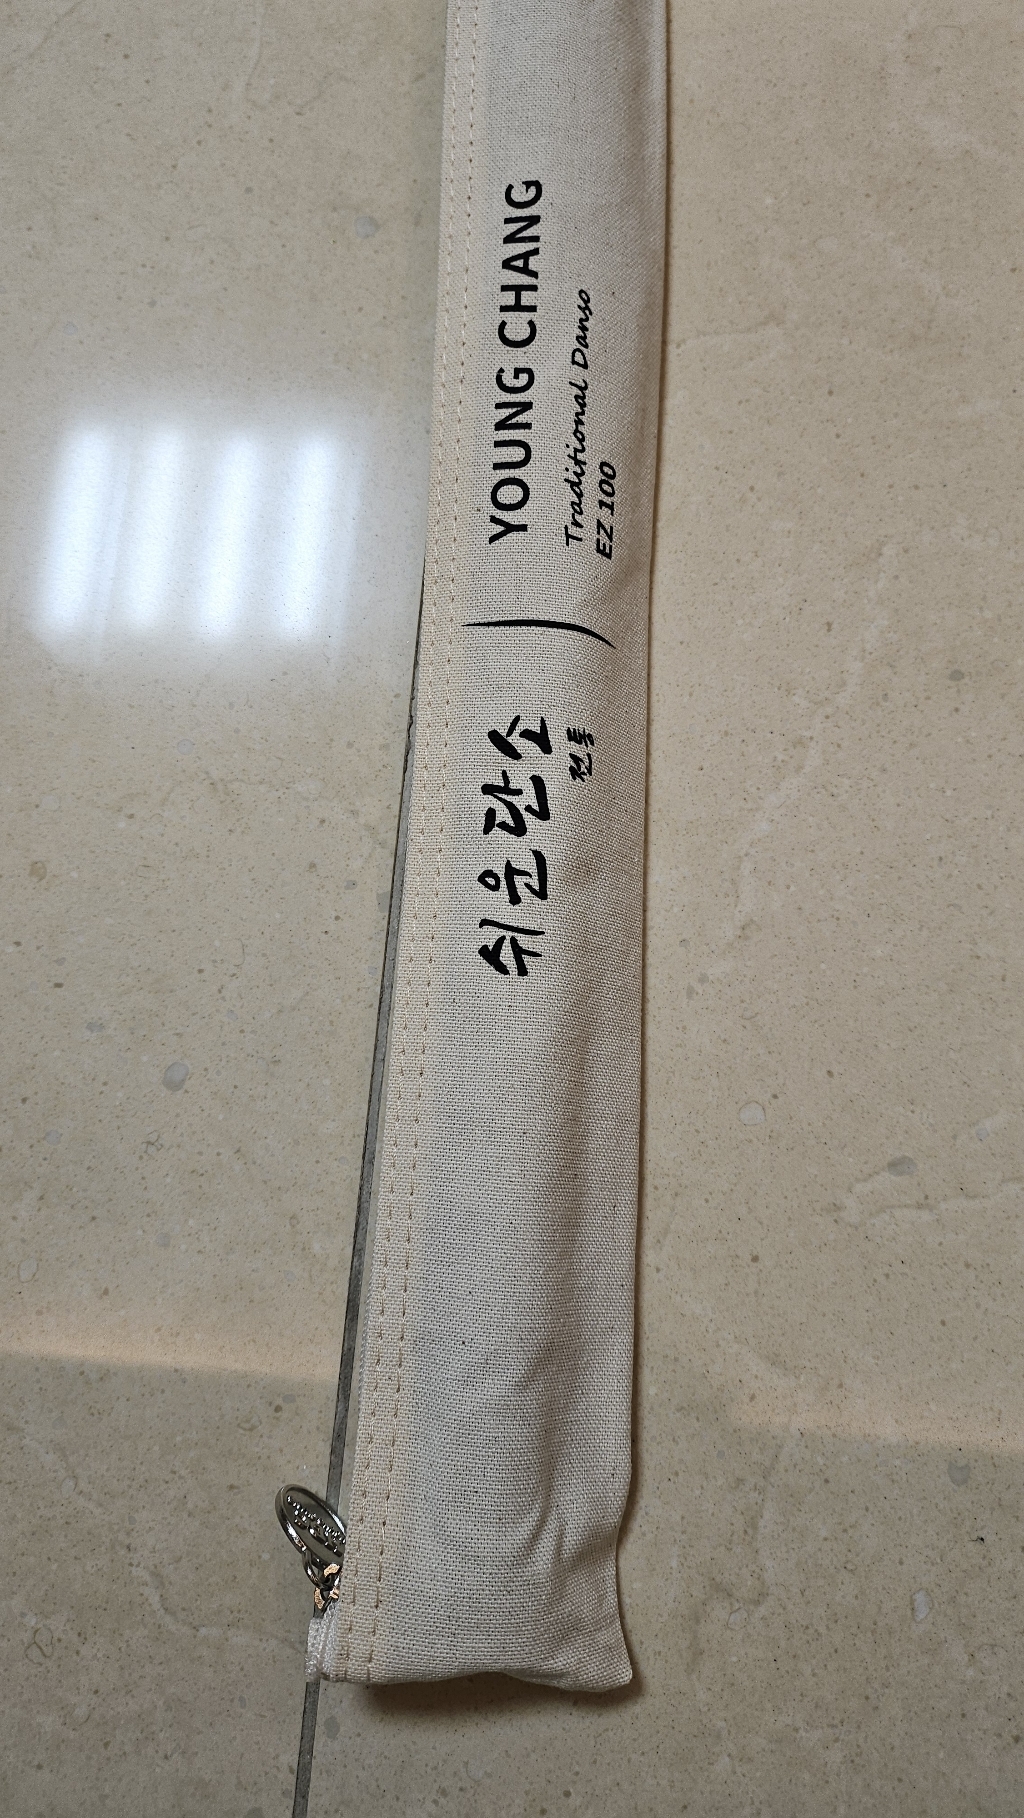 쉬운단소
전통
YOUNG CHANG
Traditional Danso
EZ 100